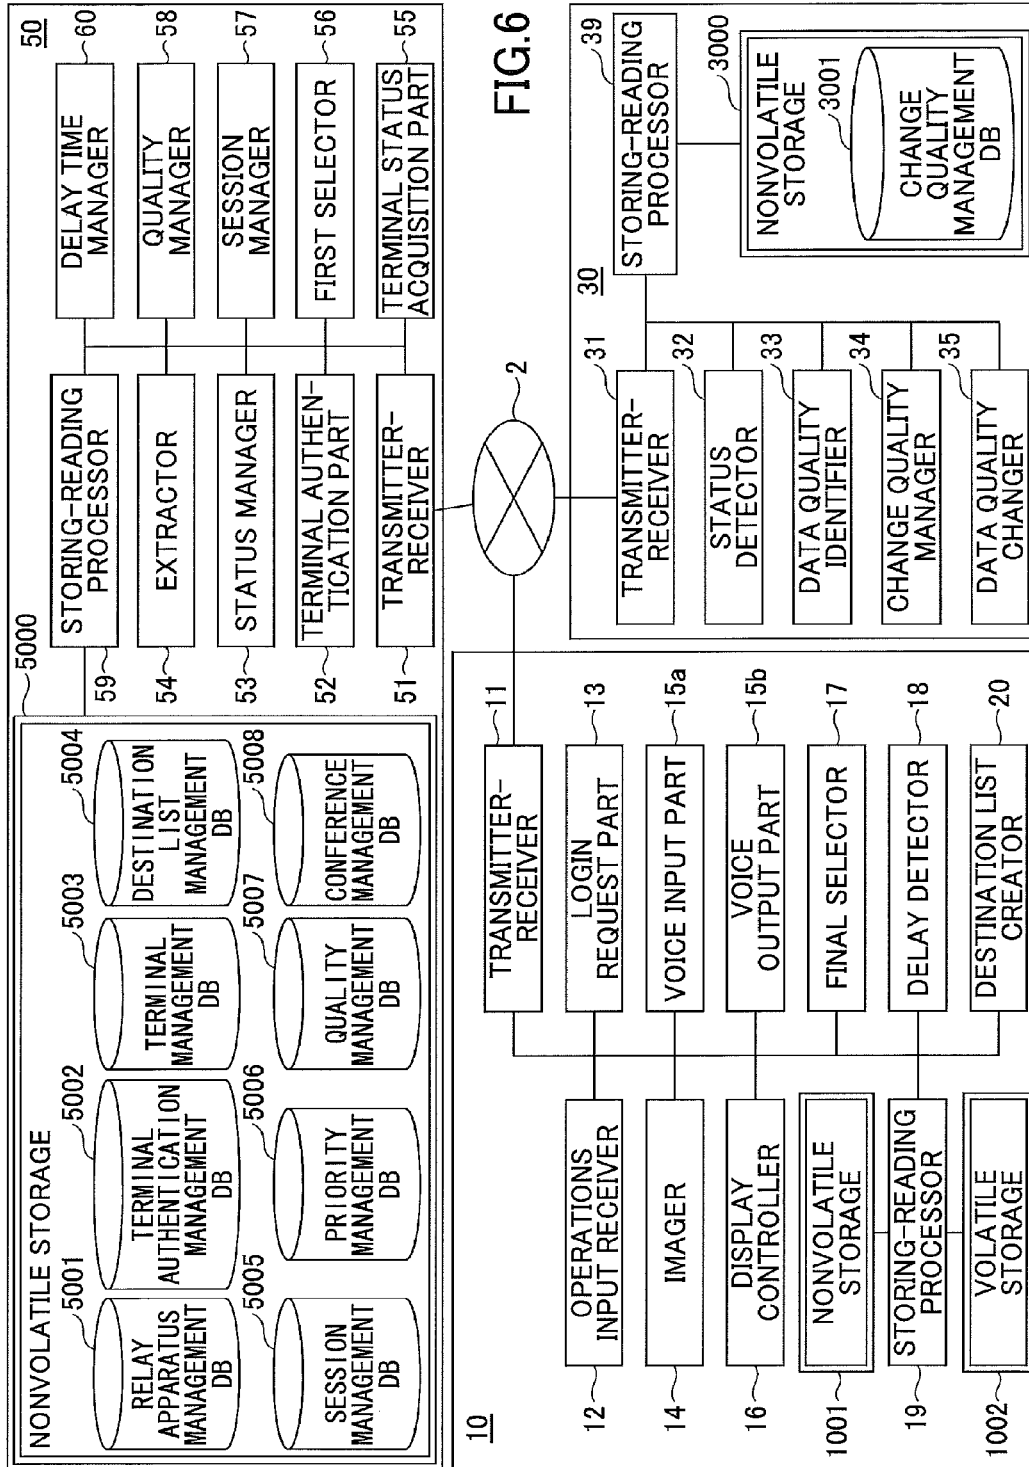 FIG.6
50
5000
NONVOLATILE STORAGE
5001
RELAY
APPARATUS
MANAGEMENT
DB
5002
TERMINAL
AUTHENTICATION
MANAGEMENT
DB
5003
TERMINAL
MANAGEMENT
DB
5004
DESTINATION
LIST
MANAGEMENT
DB
5005
SESSION
MANAGEMENT
DB
5006
PRIORITY
MANAGEMENT
DB
5007
QUALITY
MANAGEMENT
DB
5008
CONFERENCE
MANAGEMENT
DB
59
STORING-READING
PROCESSOR
54
EXTRACTOR
53
STATUS MANAGER
52
TERMINAL AUTHEN-
TICATION PART
51
TRANSMITTER-
RECEIVER
DELAY TIME
MANAGER
60
QUALITY
MANAGER
58
SESSION
MANAGER
57
FIRST SELECTOR
56
TERMINAL STATUS
ACQUISITION PART
55
2
10
12
OPERATIONS
INPUT RECEIVER
14
IMAGER
16
DISPLAY
CONTROLLER
1001
NONVOLATILE
STORAGE
19
STORING-READING
PROCESSOR
1002
VOLATILE
STORAGE
TRANSMITTER-
RECEIVER
11
LOGIN
REQUEST PART
13
VOICE INPUT PART
15a
VOICE
OUTPUT PART
15b
FINAL SELECTOR
17
DELAY DETECTOR
18
DESTINATION LIST
CREATOR
20
30
TRANSMITTER-
RECEIVER
31
STATUS
DETECTOR
32
DATA QUALITY
IDENTIFIER
33
CHANGE QUALITY
MANAGER
34
DATA QUALITY
CHANGER
35
STORING-READING
PROCESSOR
39
NONVOLATILE
STORAGE
3000
3001
CHANGE
QUALITY
MANAGEMENT
DB